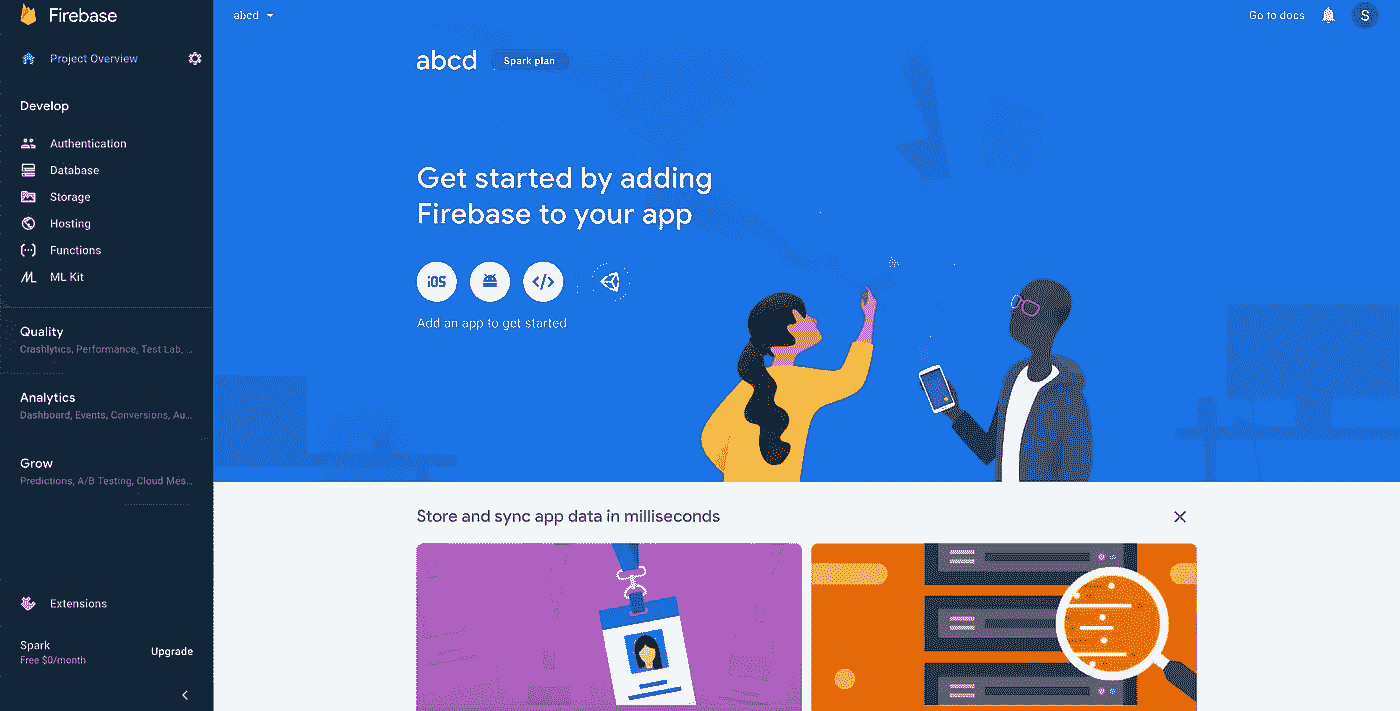 Firebase
Project Overview
Develop
Authentication
Database
Storage
Hosting
Functions
ML Kit
Quality
Crashlytics, Performance, Test Lab, ...
Analytics
Dashboard, Events, Conversions, Au...
Grow
Predictions, A/B Testing, Cloud Mes...
Extensions
Spark
Free $0/month
Upgrade
abcd
Go to docs
S
abcd
Spark plan
Get started by adding
Firebase to your app
iOS
Add an app to get started
Store and sync app data in milliseconds